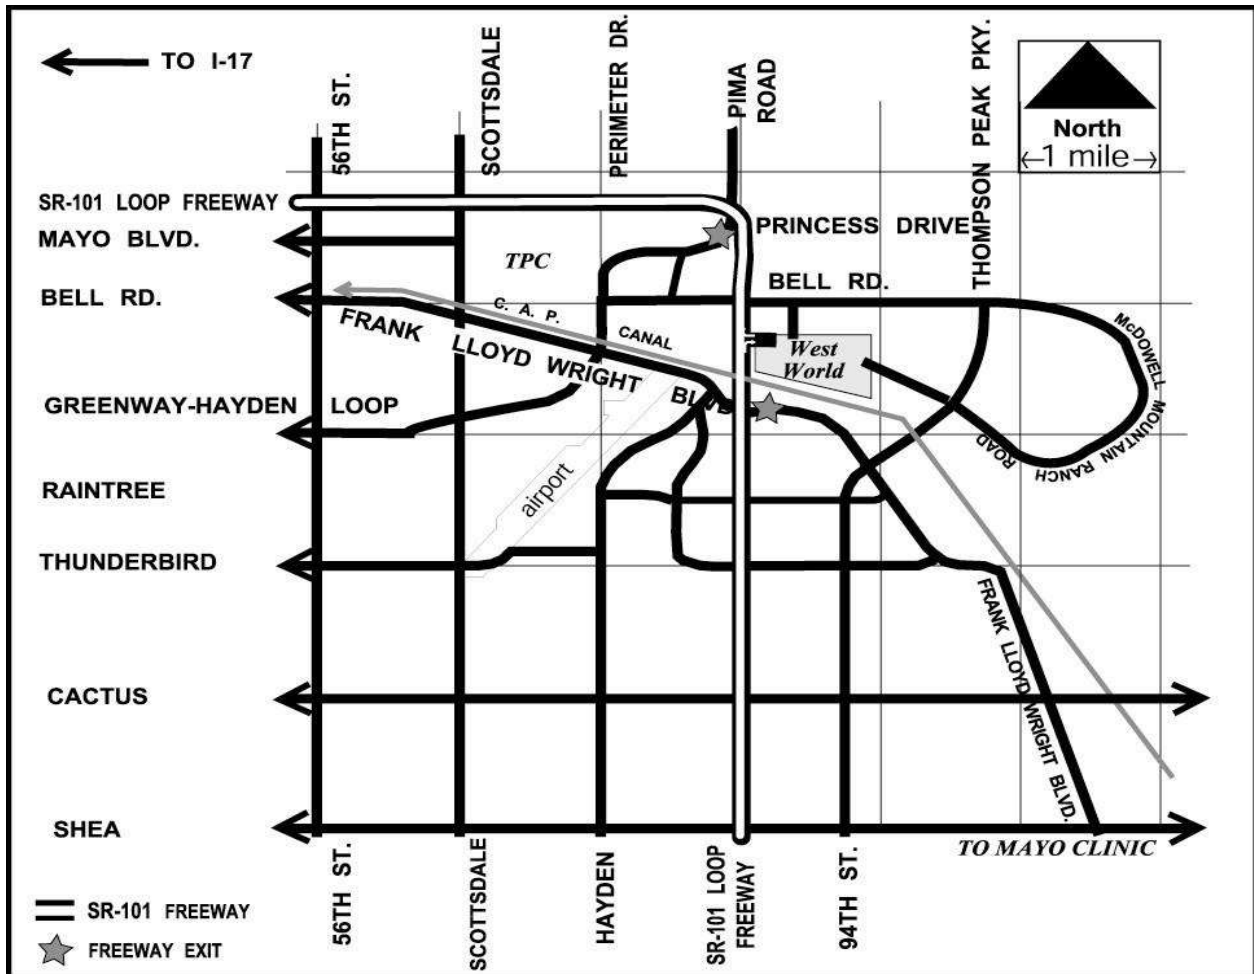 TO I-17
56TH ST.
SCOTTSDALE
PERIMETER DR.
PIMA
ROAD
THOMPSON PEAK PKY.
North
1 mile
SR-101 LOOP FREEWAY
MAYO BLVD.
TPC
PRINCESS DRIVE
BELL RD.
BELL RD.
C. A. P.
CANAL
FRANK LLOYD WRIGHT BLVD.
West
World
McDOWELL MOUNTAIN RANCH ROAD
GREENWAY-HAYDEN LOOP
airport
RAINTREE
THUNDERBIRD
FRANK LLOYD WRIGHT BLVD.
CACTUS
SHEA
TO MAYO CLINIC
56TH ST.
SCOTTSDALE
HAYDEN
SR-101 LOOP
FREEWAY
94TH ST.
SR-101 FREEWAY
FREEWAY EXIT